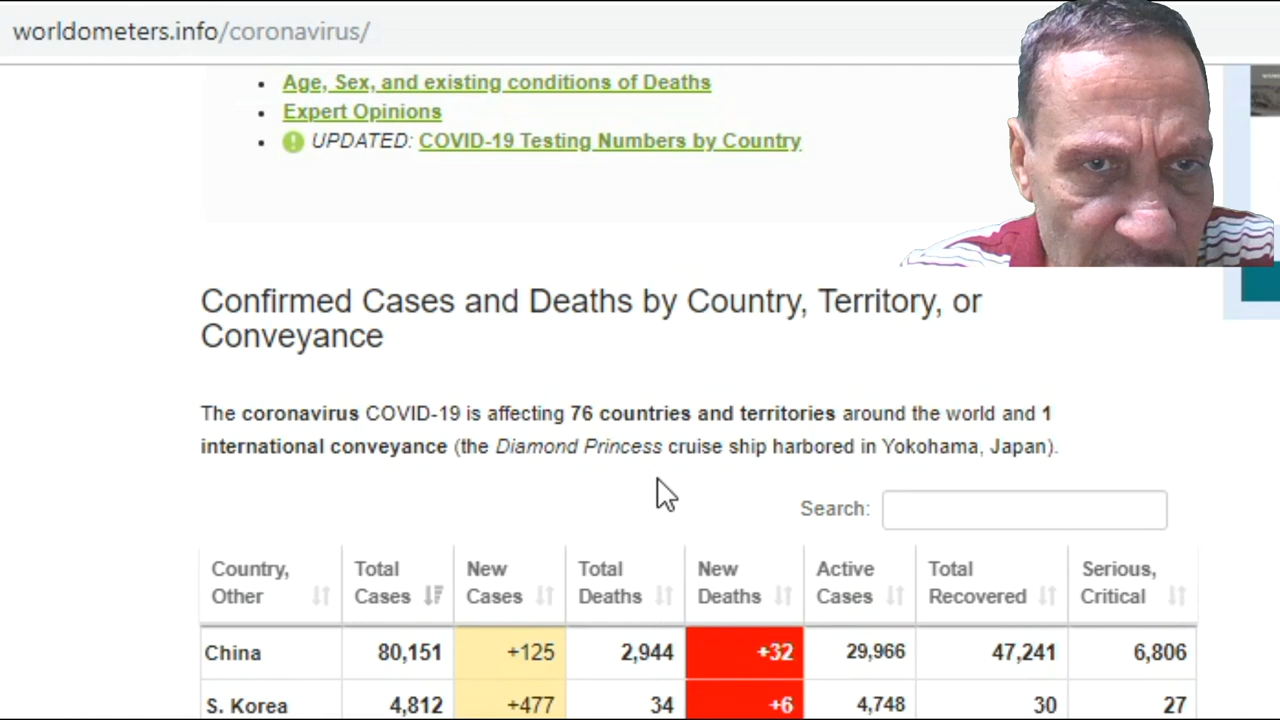 worldometers.info/coronavirus/
Age, Sex, and existing conditions of Deaths
Expert Opinions
UPDATED: COVID-19 Testing Numbers by Country
Confirmed Cases and Deaths by Country, Territory, or
Conveyance
The coronavirus COVID-19 is affecting 76 countries and territories around the world and 1
international conveyance (the Diamond Princess cruise ship harbored in Yokohama, Japan).
Search:
Country, Other Total Cases New Cases Total Deaths New Deaths Active Cases Total Recovered Serious, Critical
China 80,151 +125 2,944 +32 29,966 47,241 6,806
S. Korea 4,812 +477 34 +6 4,748 30 27